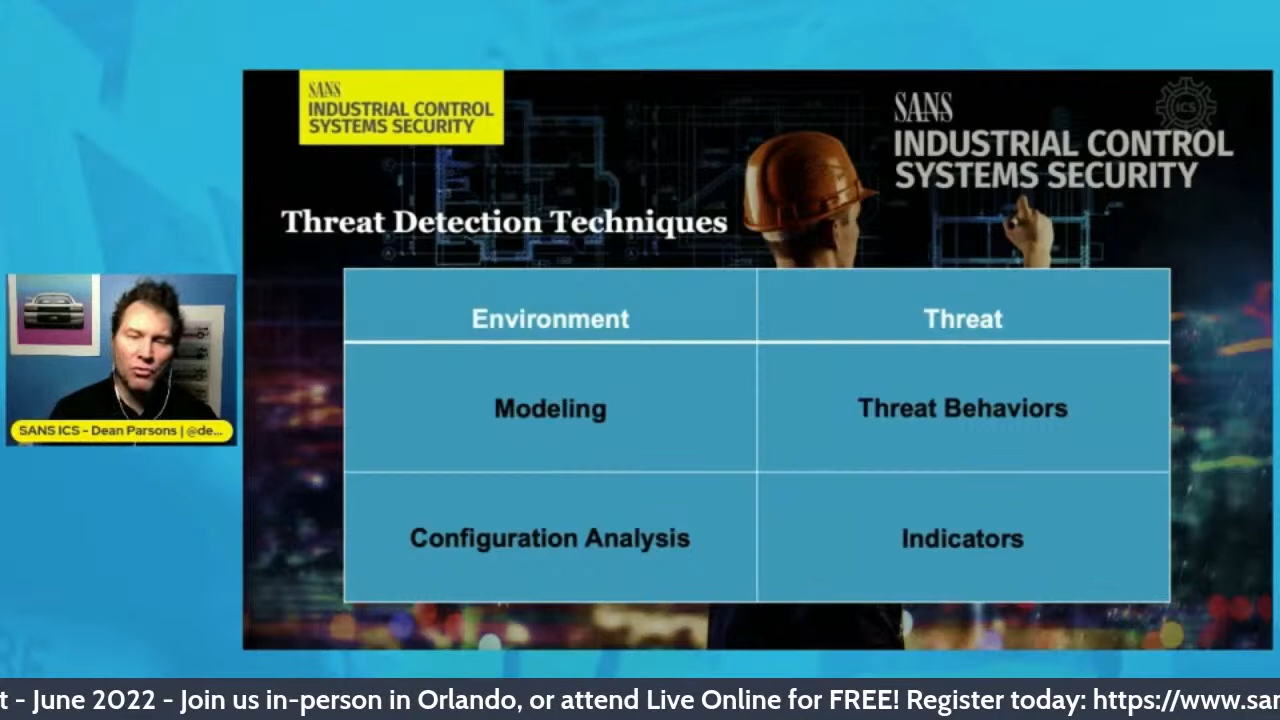 SANS
INDUSTRIAL CONTROL
SYSTEMS SECURITY
SANS
ICS
INDUSTRIAL CONTROL
SYSTEMS SECURITY
Threat Detection Techniques
Environment
Threat
Modeling
Threat Behaviors
Configuration Analysis
Indicators
SANS ICS - Dean Parsons | @de...
t - June 2022 - Join us in-person in Orlando, or attend Live Online for FREE! Register today: https://www.san